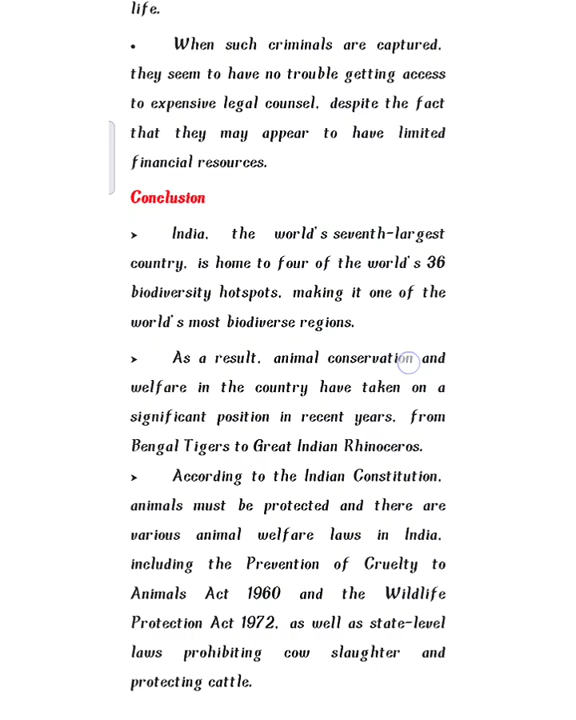 life.
• When such criminals are captured,
they seem to have no trouble getting access
to expensive legal counsel, despite the fact
that they may appear to have limited
financial resources.
Conclusion
➢ India, the world's seventh-largest
country, is home to four of the world's 36
biodiversity hotspots, making it one of the
world's most biodiverse regions.
➢ As a result, animal conservation and
welfare in the country have taken on a
significant position in recent years, from
Bengal Tigers to Great Indian Rhinoceros.
➢ According to the Indian Constitution,
animals must be protected and there are
various animal welfare laws in India,
including the Prevention of Cruelty to
Animals Act 1960 and the Wildlife
Protection Act 1972, as well as state-level
laws prohibiting cow slaughter and
protecting cattle.